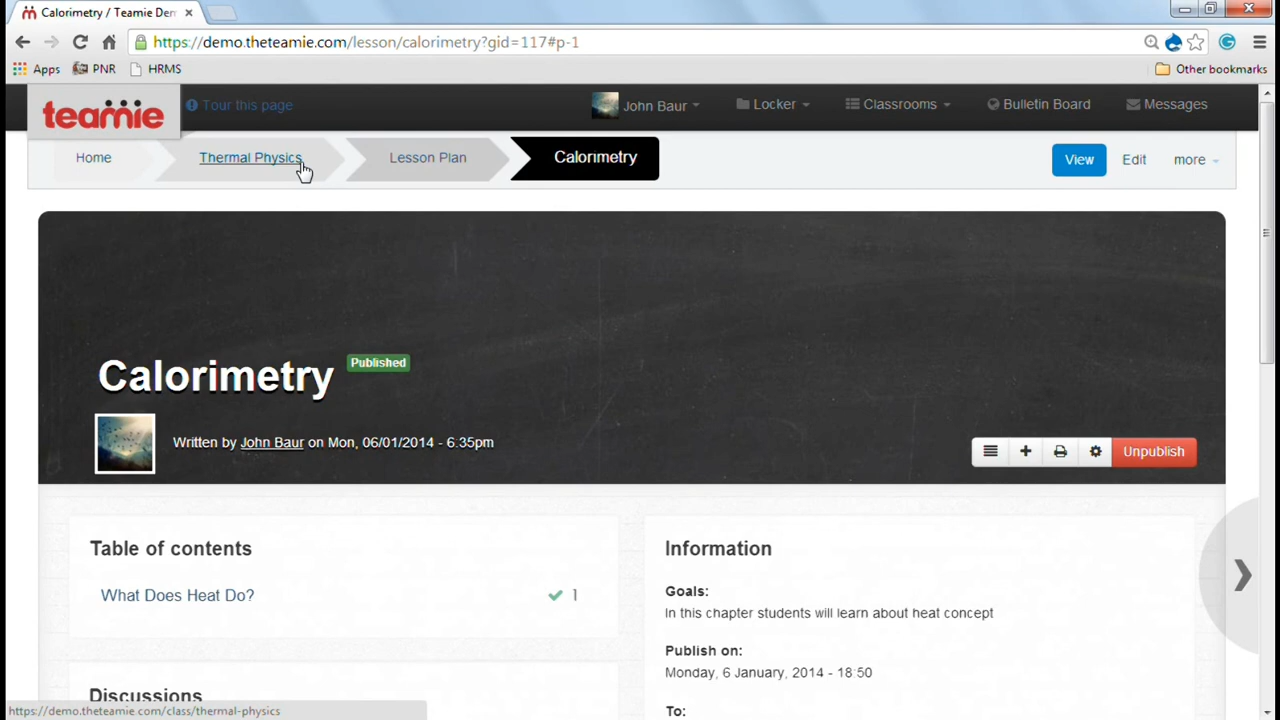 Calorimetry / Teamie Dem
https://demo.theteamie.com/lesson/calorimetry?gid=117#p-1
Apps PNR HRMS Other bookmarks
teamie Tour this page John Baur Locker Classrooms Bulletin Board Messages
Home Thermal Physics Lesson Plan Calorimetry View Edit more
Calorimetry Published
Written by John Baur on Mon, 06/01/2014 - 6:35pm
Unpublish
Table of contents
What Does Heat Do? 1
Discussions
Information
Goals:
In this chapter students will learn about heat concept
Publish on:
Monday, 6 January, 2014 - 18:50
To:
https://demo.theteamie.com/class/thermal-physics